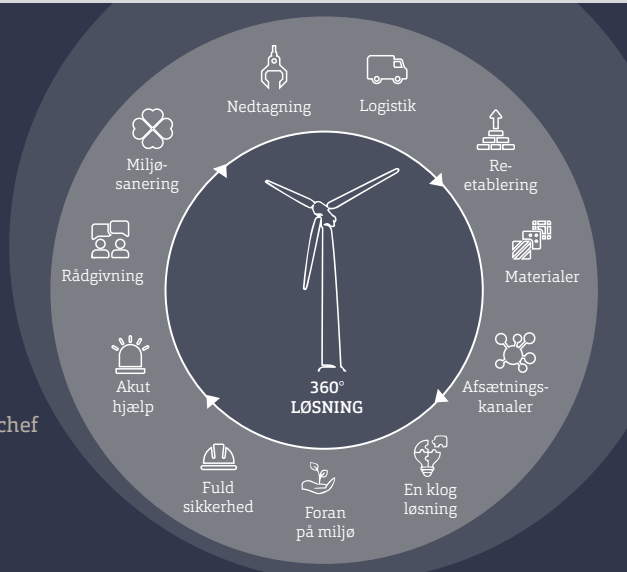 Nedtagning
Logistik
Re-
etablering
Materialer
Afsætnings-
kanaler
En klog
løsning
Foran
på miljø
Fuld
sikkerhed
Akut
hjælp
Rådgivning
Miljø-
sanering
360°
LØSNING
chef